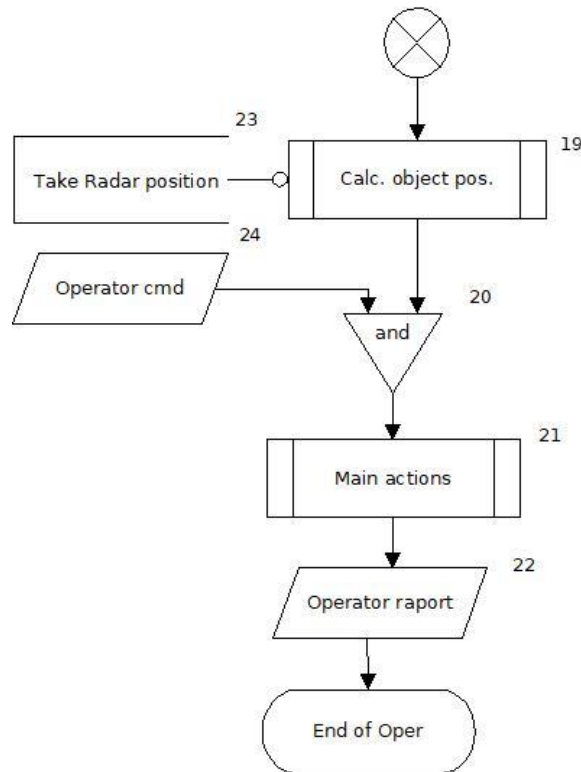 23
19
Take Radar position
Calc. object pos.
24
Operator cmd
20
and
21
Main actions
22
Operator raport
End of Oper